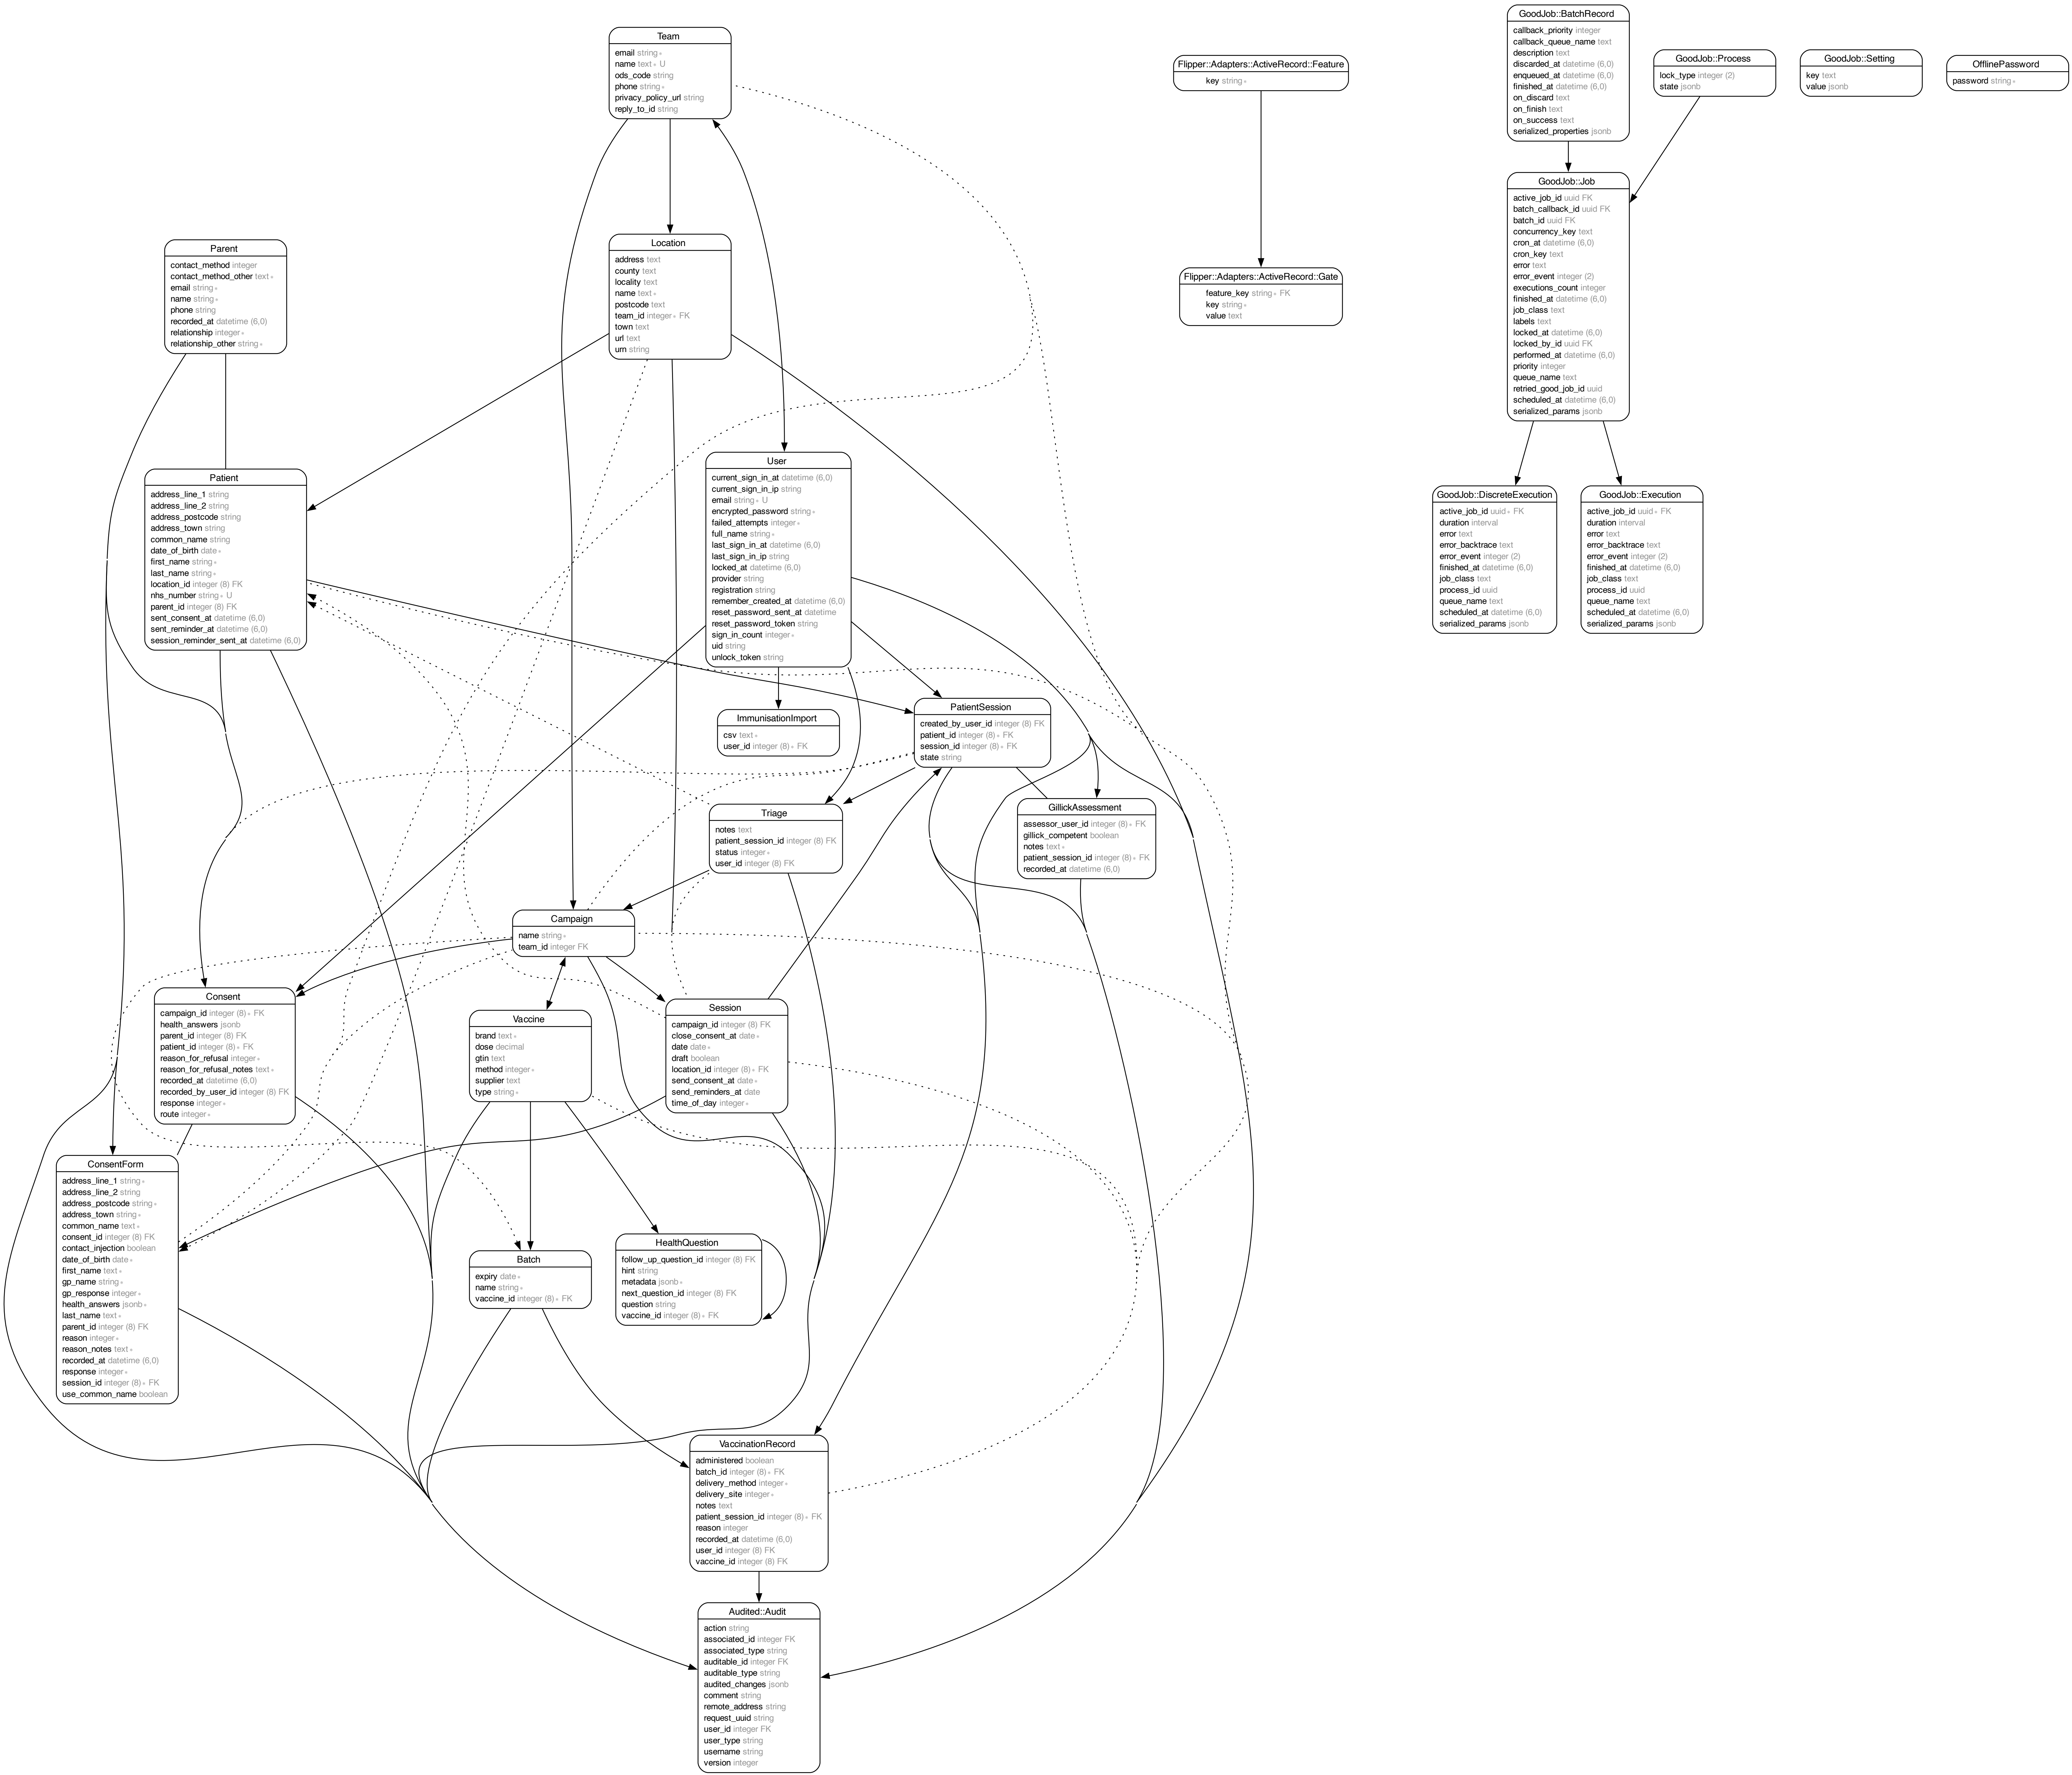 Team
email string ∗
name text ∗ U
ods_code string
phone string ∗
privacy_policy_url string
reply_to_id string
Location
address text
county text
locality text
name text ∗
postcode text
team_id integer ∗ FK
town text
url text
urn string
Parent
contact_method integer
contact_method_other text ∗
email string ∗
name string ∗
phone string
recorded_at datetime (6,0)
relationship integer ∗
relationship_other string ∗
Patient
address_line_1 string
address_line_2 string
address_postcode string
address_town string
common_name string
date_of_birth date ∗
first_name string ∗
last_name string ∗
location_id integer (8) FK
nhs_number string ∗ U
parent_id integer (8) FK
sent_consent_at datetime (6,0)
sent_reminder_at datetime (6,0)
session_reminder_sent_at datetime (6,0)
User
current_sign_in_at datetime (6,0)
current_sign_in_ip string
email string ∗ U
encrypted_password string ∗
failed_attempts integer ∗
full_name string ∗
last_sign_in_at datetime (6,0)
last_sign_in_ip string
locked_at datetime (6,0)
provider string
registration string
remember_created_at datetime (6,0)
reset_password_sent_at datetime
reset_password_token string
sign_in_count integer ∗
uid string
unlock_token string
ImmunisationImport
csv text ∗
user_id integer (8) ∗ FK
PatientSession
created_by_user_id integer (8) FK
patient_id integer (8) ∗ FK
session_id integer (8) ∗ FK
state string
Triage
notes text
patient_session_id integer (8) FK
status integer ∗
user_id integer (8) FK
GillickAssessment
assessor_user_id integer (8) ∗ FK
gillick_competent boolean
notes text ∗
patient_session_id integer (8) ∗ FK
recorded_at datetime (6,0)
Campaign
name string ∗
team_id integer FK
Consent
campaign_id integer (8) ∗ FK
health_answers jsonb
parent_id integer (8) FK
patient_id integer (8) ∗ FK
reason_for_refusal integer ∗
reason_for_refusal_notes text ∗
recorded_at datetime (6,0)
recorded_by_user_id integer (8) FK
response integer ∗
route integer ∗
Vaccine
brand text ∗
dose decimal
gtin text
method integer ∗
supplier text
type string ∗
Session
campaign_id integer (8) FK
close_consent_at date ∗
date date ∗
draft boolean
location_id integer (8) ∗ FK
send_consent_at date ∗
send_reminders_at date
time_of_day integer ∗
ConsentForm
address_line_1 string ∗
address_line_2 string
address_postcode string ∗
address_town string ∗
common_name text ∗
consent_id integer (8) FK
contact_injection boolean
date_of_birth date ∗
first_name text ∗
gp_name string ∗
gp_response integer ∗
health_answers jsonb ∗
last_name text ∗
parent_id integer (8) FK
reason integer ∗
reason_notes text ∗
recorded_at datetime (6,0)
response integer ∗
session_id integer (8) ∗ FK
use_common_name boolean
Batch
expiry date ∗
name string ∗
vaccine_id integer (8) ∗ FK
HealthQuestion
follow_up_question_id integer (8) FK
hint string
metadata jsonb ∗
next_question_id integer (8) FK
question string
vaccine_id integer (8) ∗ FK
VaccinationRecord
administered boolean
batch_id integer (8) ∗ FK
delivery_method integer ∗
delivery_site integer ∗
notes text
patient_session_id integer (8) ∗ FK
reason integer
recorded_at datetime (6,0)
user_id integer (8) FK
vaccine_id integer (8) FK
Audited::Audit
action string
associated_id integer FK
associated_type string
auditable_id integer FK
auditable_type string
audited_changes jsonb
comment string
remote_address string
request_uuid string
user_id integer FK
user_type string
username string
version integer
Flipper::Adapters::ActiveRecord::Feature
key string ∗
Flipper::Adapters::ActiveRecord::Gate
feature_key string ∗ FK
key string ∗
value text
GoodJob::BatchRecord
callback_priority integer
callback_queue_name text
description text
discarded_at datetime (6,0)
enqueued_at datetime (6,0)
finished_at datetime (6,0)
on_discard text
on_finish text
on_success text
serialized_properties jsonb
GoodJob::Process
lock_type integer (2)
state jsonb
GoodJob::Setting
key text
value jsonb
OfflinePassword
password string ∗
GoodJob::Job
active_job_id uuid FK
batch_callback_id uuid FK
batch_id uuid FK
concurrency_key text
cron_at datetime (6,0)
cron_key text
error text
error_event integer (2)
executions_count integer
finished_at datetime (6,0)
job_class text
labels text
locked_at datetime (6,0)
locked_by_id uuid FK
performed_at datetime (6,0)
priority integer
queue_name text
retried_good_job_id uuid
scheduled_at datetime (6,0)
serialized_params jsonb
GoodJob::DiscreteExecution
active_job_id uuid ∗ FK
duration interval
error text
error_backtrace text
error_event integer (2)
finished_at datetime (6,0)
job_class text
process_id uuid
queue_name text
scheduled_at datetime (6,0)
serialized_params jsonb
GoodJob::Execution
active_job_id uuid ∗ FK
duration interval
error text
error_backtrace text
error_event integer (2)
finished_at datetime (6,0)
job_class text
process_id uuid
queue_name text
scheduled_at datetime (6,0)
serialized_params jsonb